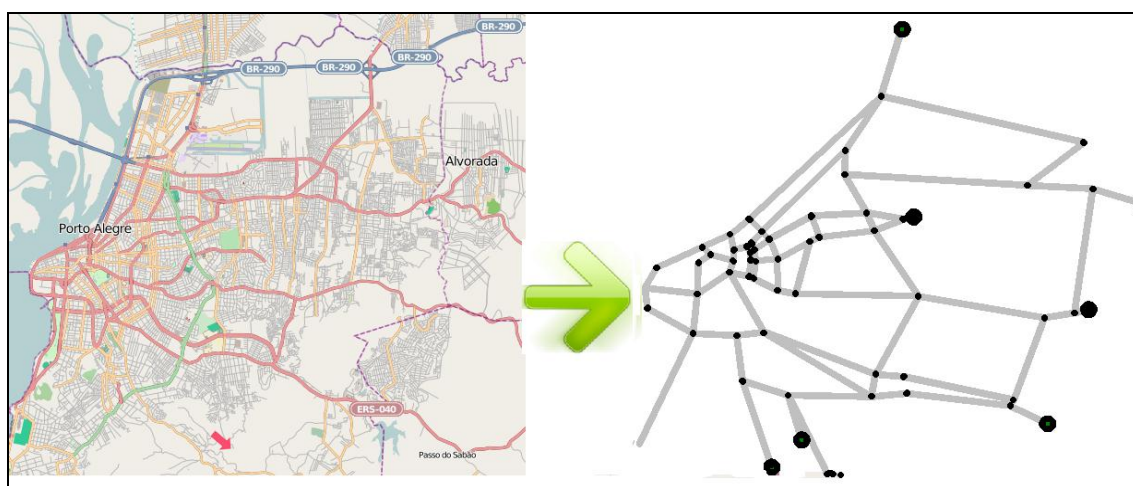 BR-290
BR-290
BR-290
BR-290
Alvorada
Porto Alegre
ERS-040
Passo do Sabão